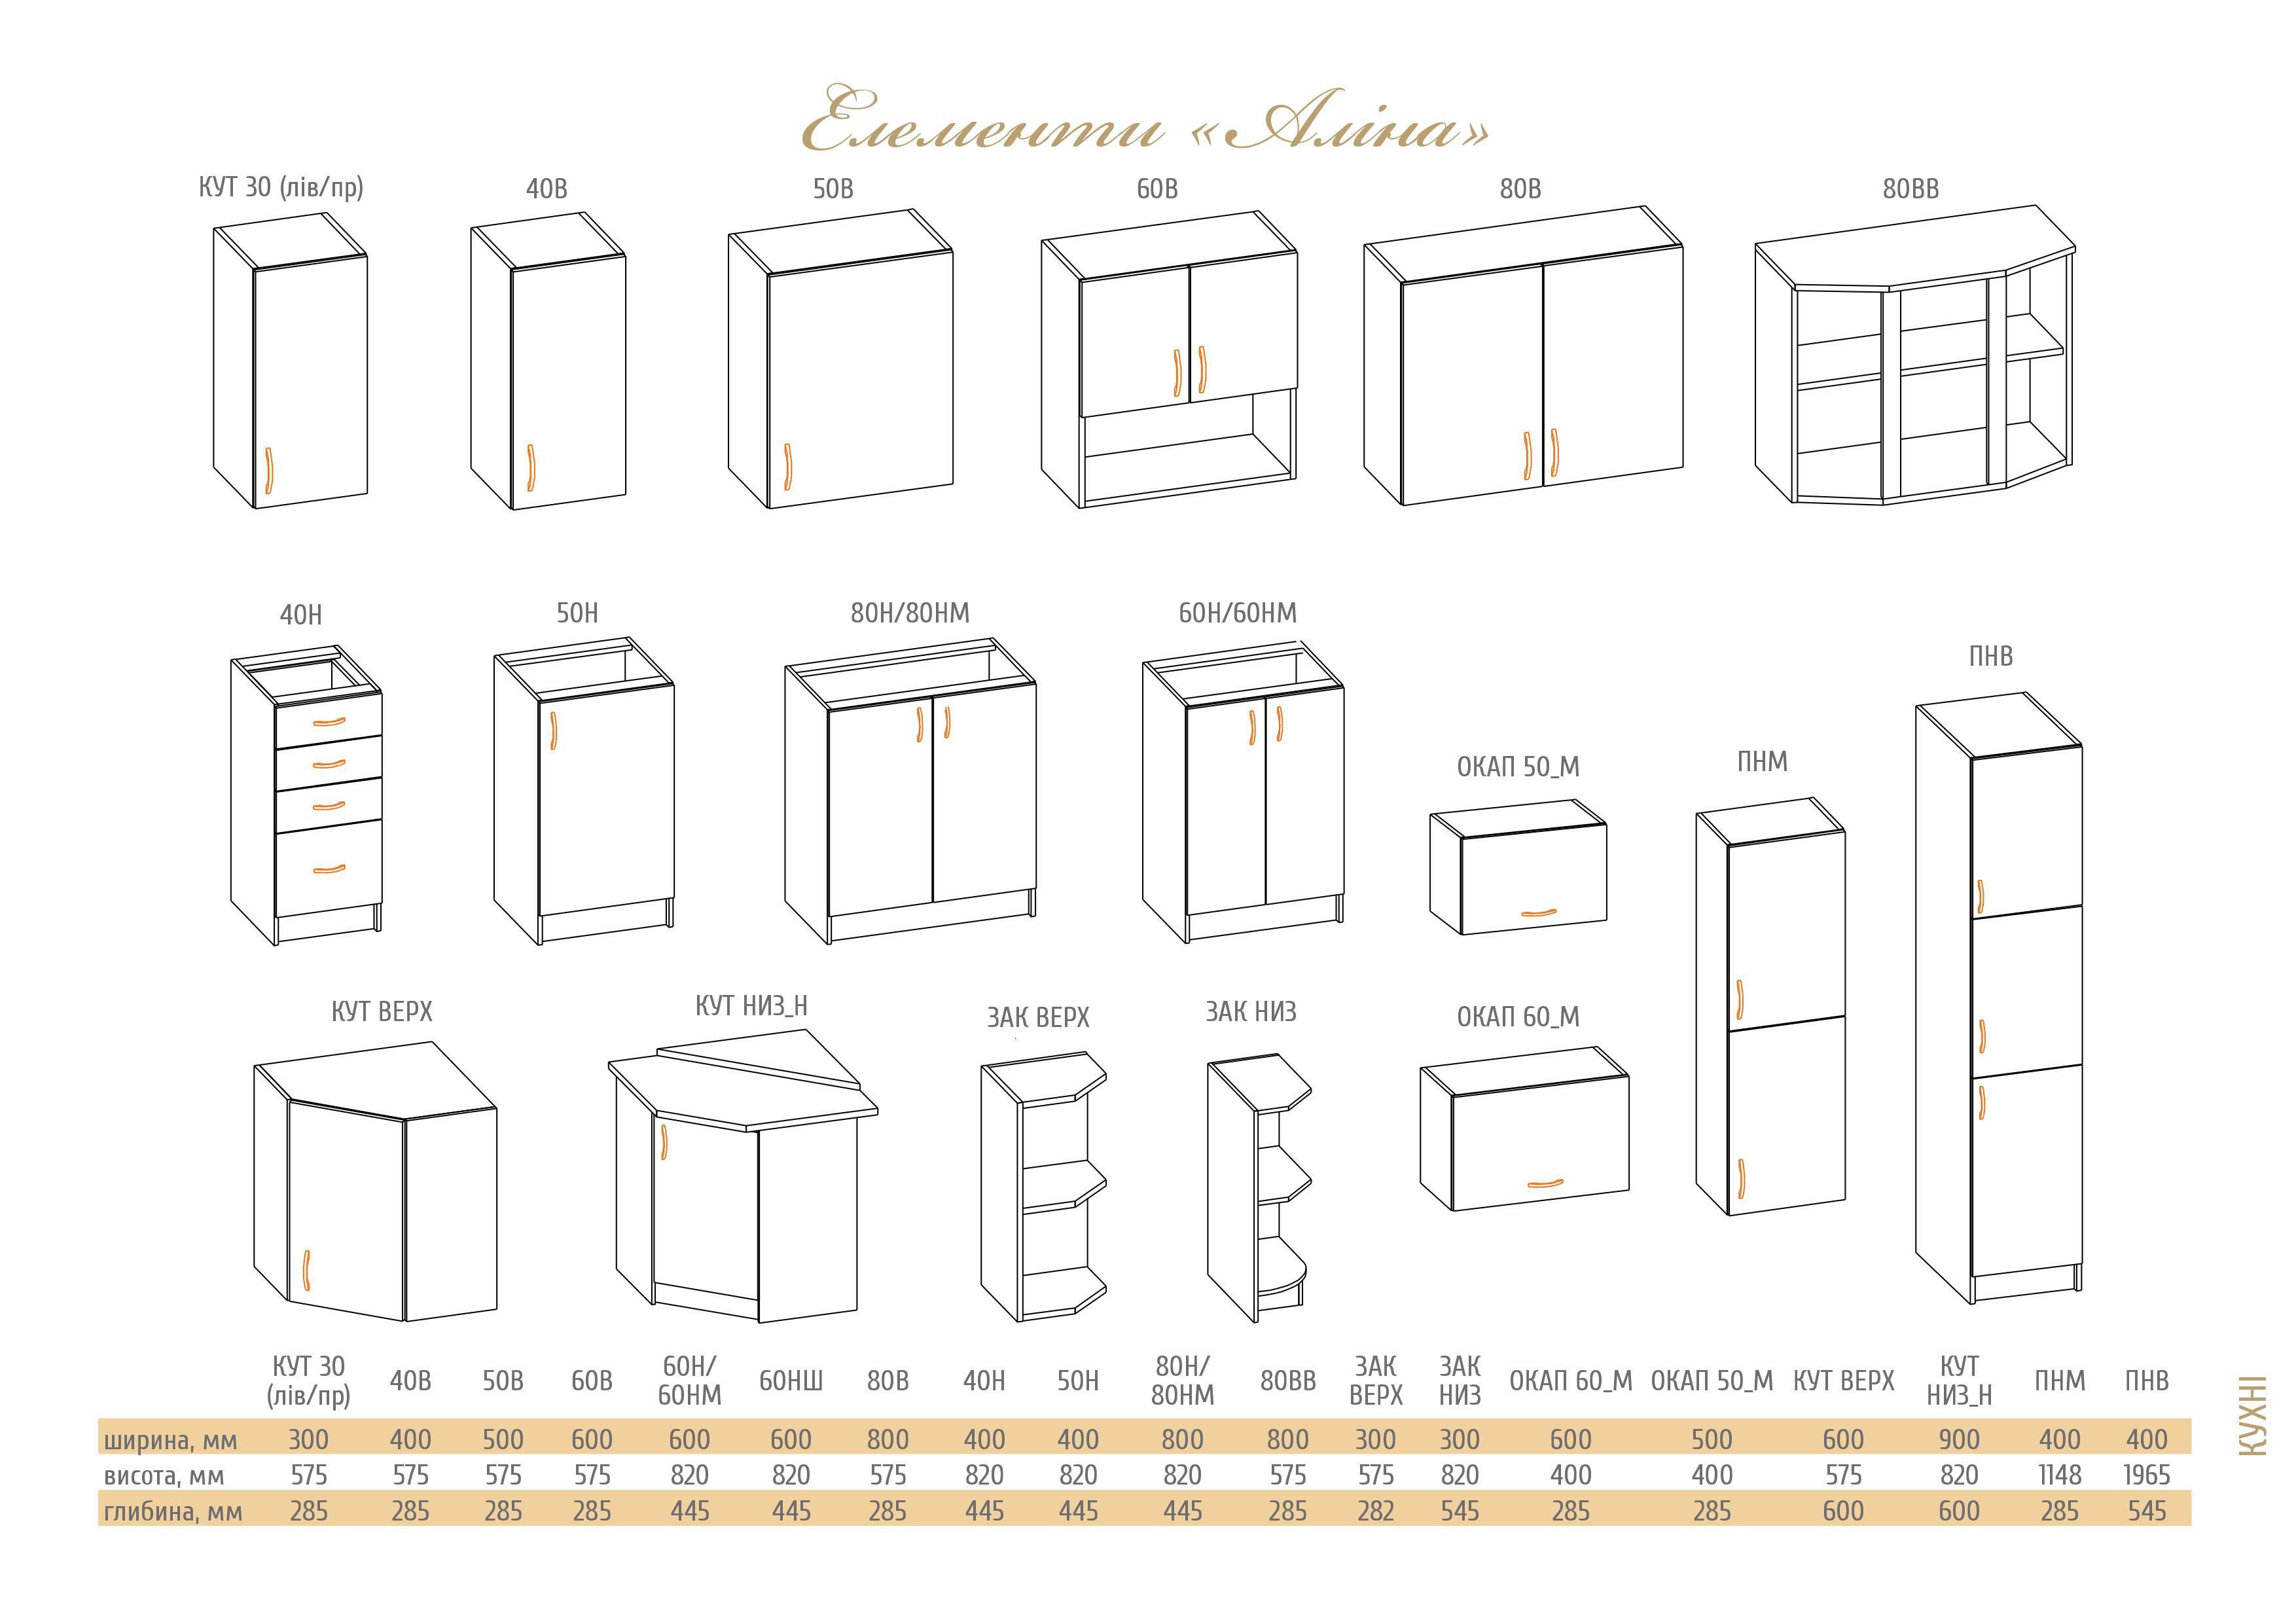 Елементи «Аліна»
КУТ 30 (лів/пр)
40В
50В
60В
80В
80ВВ
40Н
50Н
80Н/80НМ
60Н/60НМ
ОКАП 50_М
ПНМ
ПНВ
КУТ ВЕРХ
КУТ НИЗ_Н
ЗАК ВЕРХ
ЗАК НИЗ
ОКАП 60_М
КУТ 30 (лів/пр) 40В 50В 60В 60Н/ 60НМ 60НШ 80В 40Н 50Н 80Н/ 80НМ 80ВВ ЗАК ВЕРХ ЗАК НИЗ ОКАП 60_М ОКАП 50_М КУТ ВЕРХ КУТ НИЗ_Н ПНМ ПНВ
ширина, мм 300 400 500 600 600 600 800 400 400 800 800 300 300 600 500 600 900 400 400
висота, мм 575 575 575 575 820 820 575 820 820 820 575 575 820 400 400 575 820 1148 1965
глибина, мм 285 285 285 285 445 445 285 445 445 445 285 282 545 285 285 600 600 285 545
КУХНІ